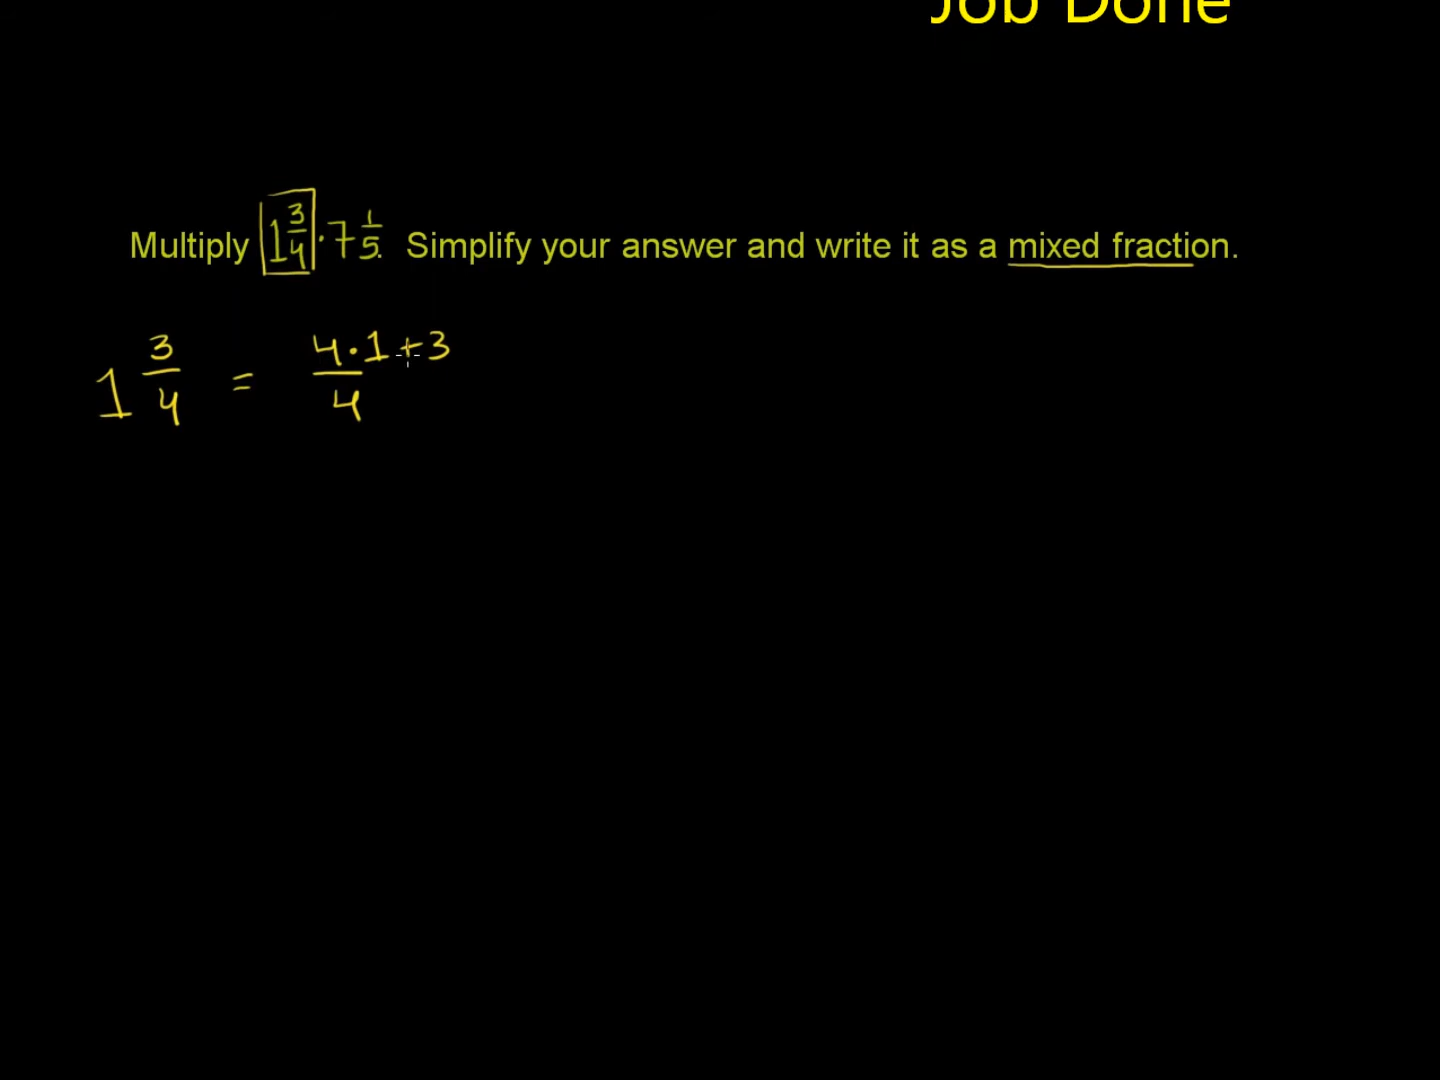 Job Done
Multiply 1 3/4 · 7 1/5. Simplify your answer and write it as a mixed fraction.
1 3/4 = 4·1+3/4